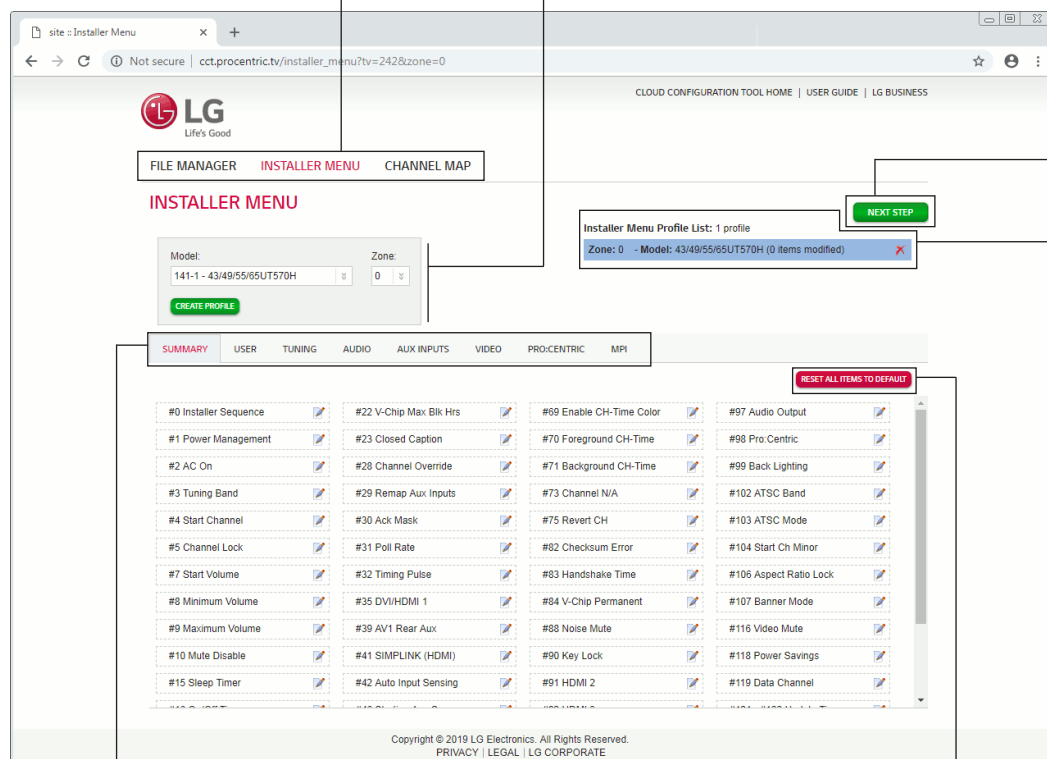 site :: Installer Menu
Not secure | cct.procentric.tv/installer_menu?tv=242&zone=0
CLOUD CONFIGURATION TOOL HOME | USER GUIDE | LG BUSINESS
LG
Life's Good
FILE MANAGER INSTALLER MENU CHANNEL MAP
INSTALLER MENU
NEXT STEP
Installer Menu Profile List: 1 profile
Zone: 0 - Model: 43/49/55/65UT570H (0 items modified)
Model: Zone:
141-1 - 43/49/55/65UT570H 0
CREATE PROFILE
SUMMARY USER TUNING AUDIO AUX INPUTS VIDEO PRO:CENTRIC MPI
RESET ALL ITEMS TO DEFAULT
#0 Installer Sequence #22 V-Chip Max Blk Hrs #69 Enable CH-Time Color #97 Audio Output
#1 Power Management #23 Closed Caption #70 Foreground CH-Time #98 Pro:Centric
#2 AC On #28 Channel Override #71 Background CH-Time #99 Back Lighting
#3 Tuning Band #29 Remap Aux Inputs #73 Channel N/A #102 ATSC Band
#4 Start Channel #30 Ack Mask #75 Revert CH #103 ATSC Mode
#5 Channel Lock #31 Poll Rate #82 Checksum Error #104 Start Ch Minor
#7 Start Volume #32 Timing Pulse #83 Handshake Time #106 Aspect Ratio Lock
#8 Minimum Volume #35 DVI/HDMI 1 #84 V-Chip Permanent #107 Banner Mode
#9 Maximum Volume #39 AV1 Rear Aux #88 Noise Mute #116 Video Mute
#10 Mute Disable #41 SIMPLINK (HDMI) #90 Key Lock #118 Power Savings
#15 Sleep Timer #42 Auto Input Sensing #91 HDMI 2 #119 Data Channel
Copyright © 2019 LG Electronics. All Rights Reserved.
PRIVACY | LEGAL | LG CORPORATE